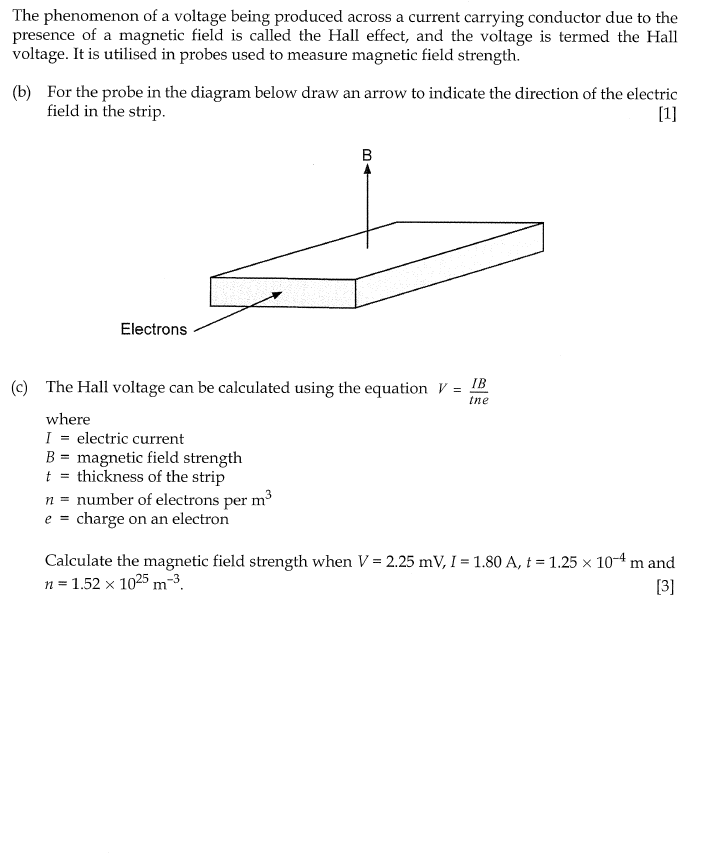 The phenomenon of a voltage being produced across a current carrying conductor due to the
presence of a magnetic field is called the Hall effect, and the voltage is termed the Hall
voltage. It is utilised in probes used to measure magnetic field strength.
(b) For the probe in the diagram below draw an arrow to indicate the direction of the electric
field in the strip. [1]
B
Electrons
(c) The Hall voltage can be calculated using the equation V = IB/tne
where
I = electric current
B = magnetic field strength
t = thickness of the strip
n = number of electrons per m³
e = charge on an electron
Calculate the magnetic field strength when V = 2.25 mV, I = 1.80 A, t = 1.25 × 10⁻⁴ m and
n = 1.52 × 10²⁵ m⁻³. [3]